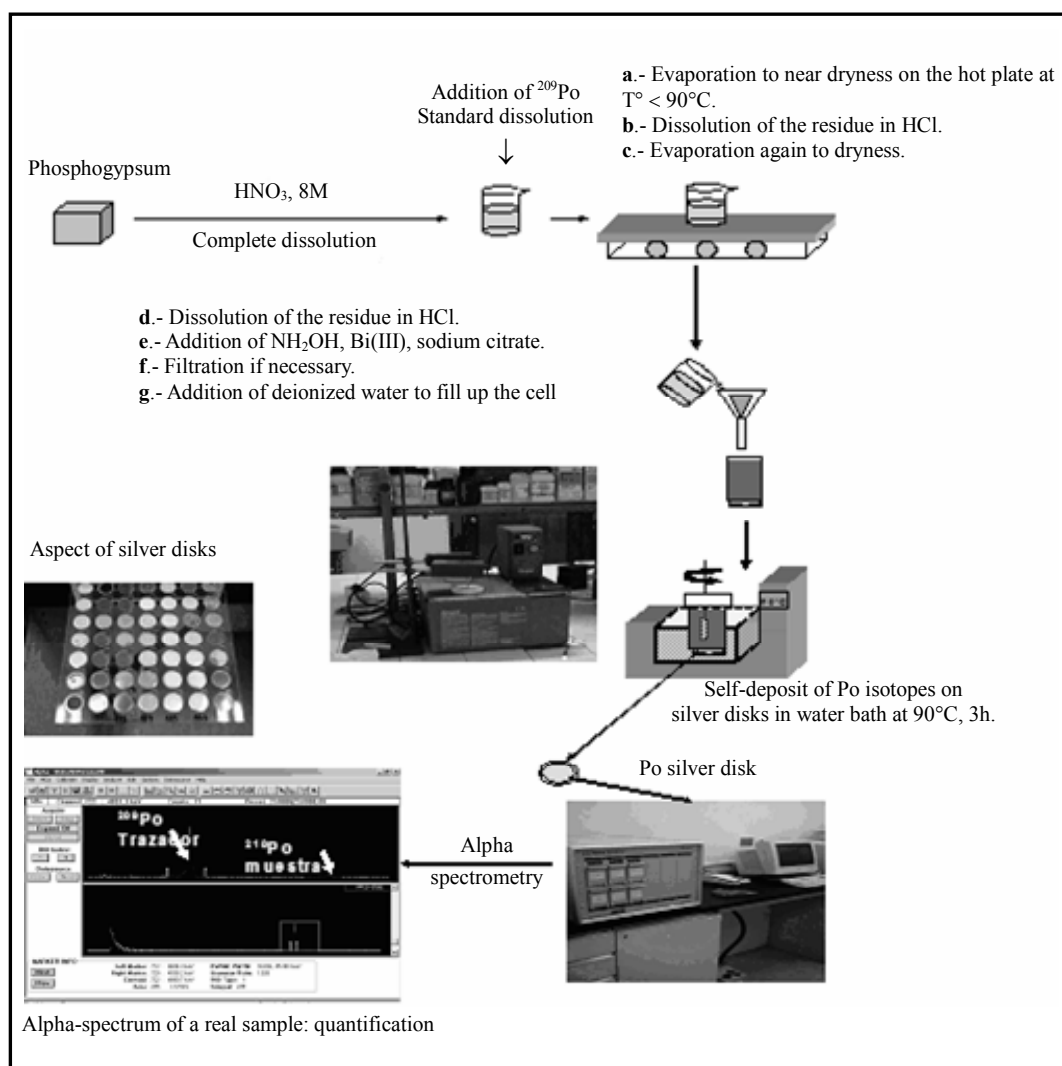 Addition of ²⁰⁹Po
Standard dissolution
a.- Evaporation to near dryness on the hot plate at
T° < 90°C.
b.- Dissolution of the residue in HCl.
c.- Evaporation again to dryness.
Phosphogypsum
HNO₃, 8M
Complete dissolution
d.- Dissolution of the residue in HCl.
e.- Addition of NH₂OH, Bi(III), sodium citrate.
f.- Filtration if necessary.
g.- Addition of deionized water to fill up the cell
Aspect of silver disks
Self-deposit of Po isotopes on
silver disks in water bath at 90°C, 3h.
Po silver disk
²⁰⁹Po
Trazador
²¹⁰Po
muestra
Alpha
spectrometry
Alpha-spectrum of a real sample: quantification